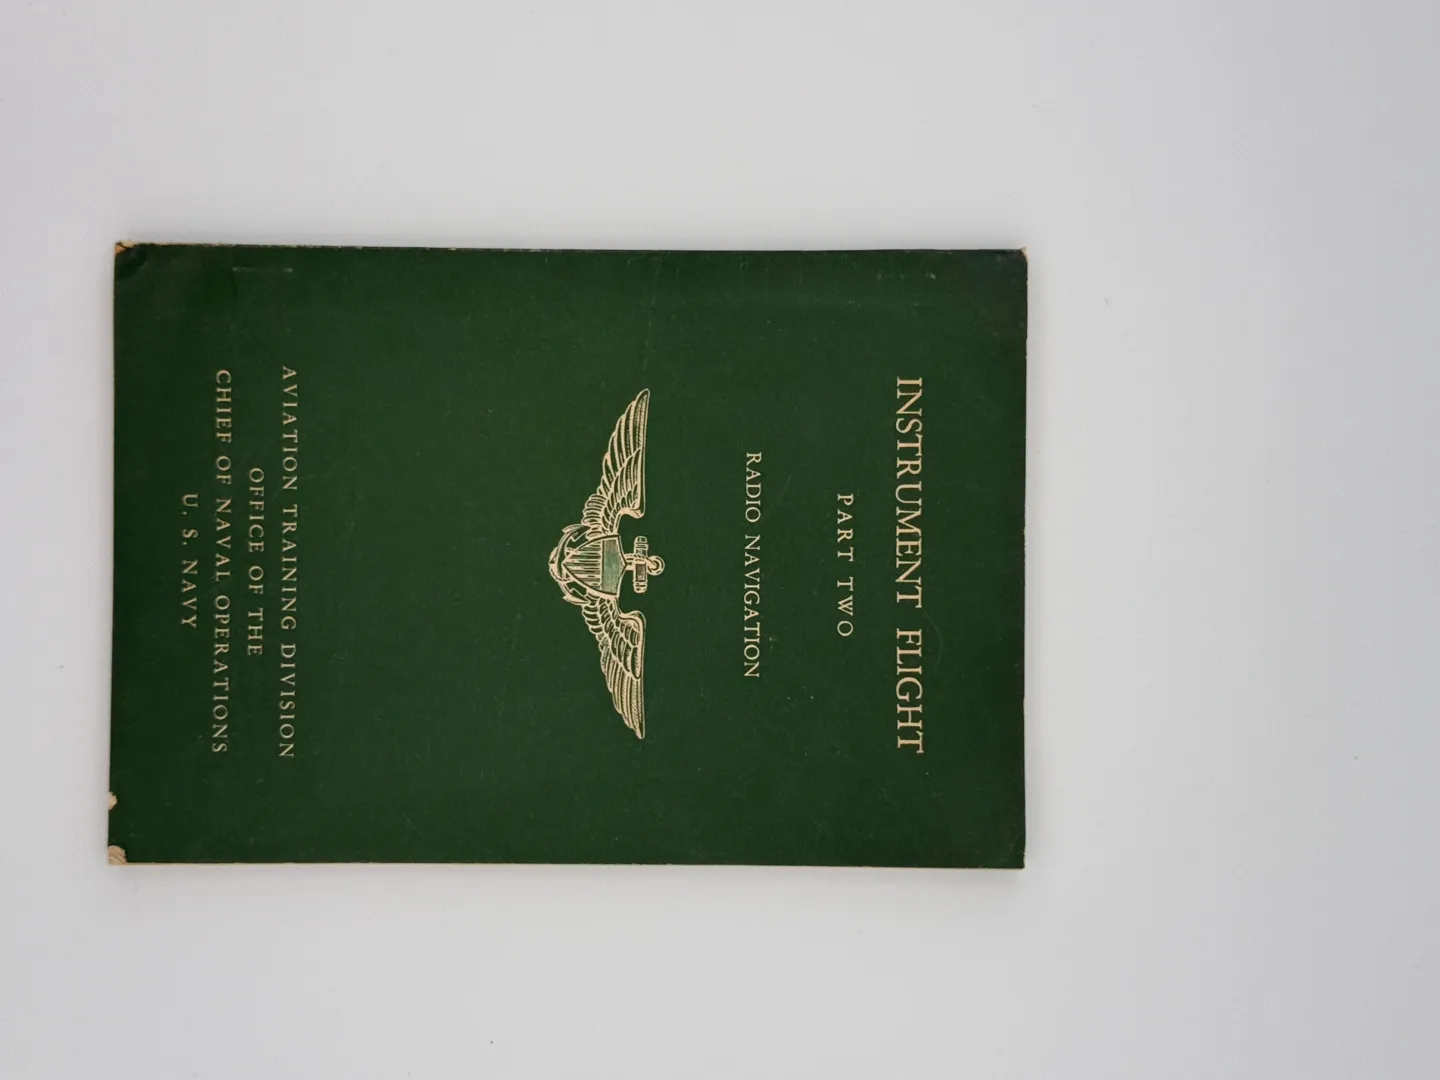 INSTRUMENT FLIGHT
PART TWO
RADIO NAVIGATION
AVIATION TRAINING DIVISION
OFFICE OF THE
CHIEF OF NAVAL OPERATIONS
U. S. NAVY